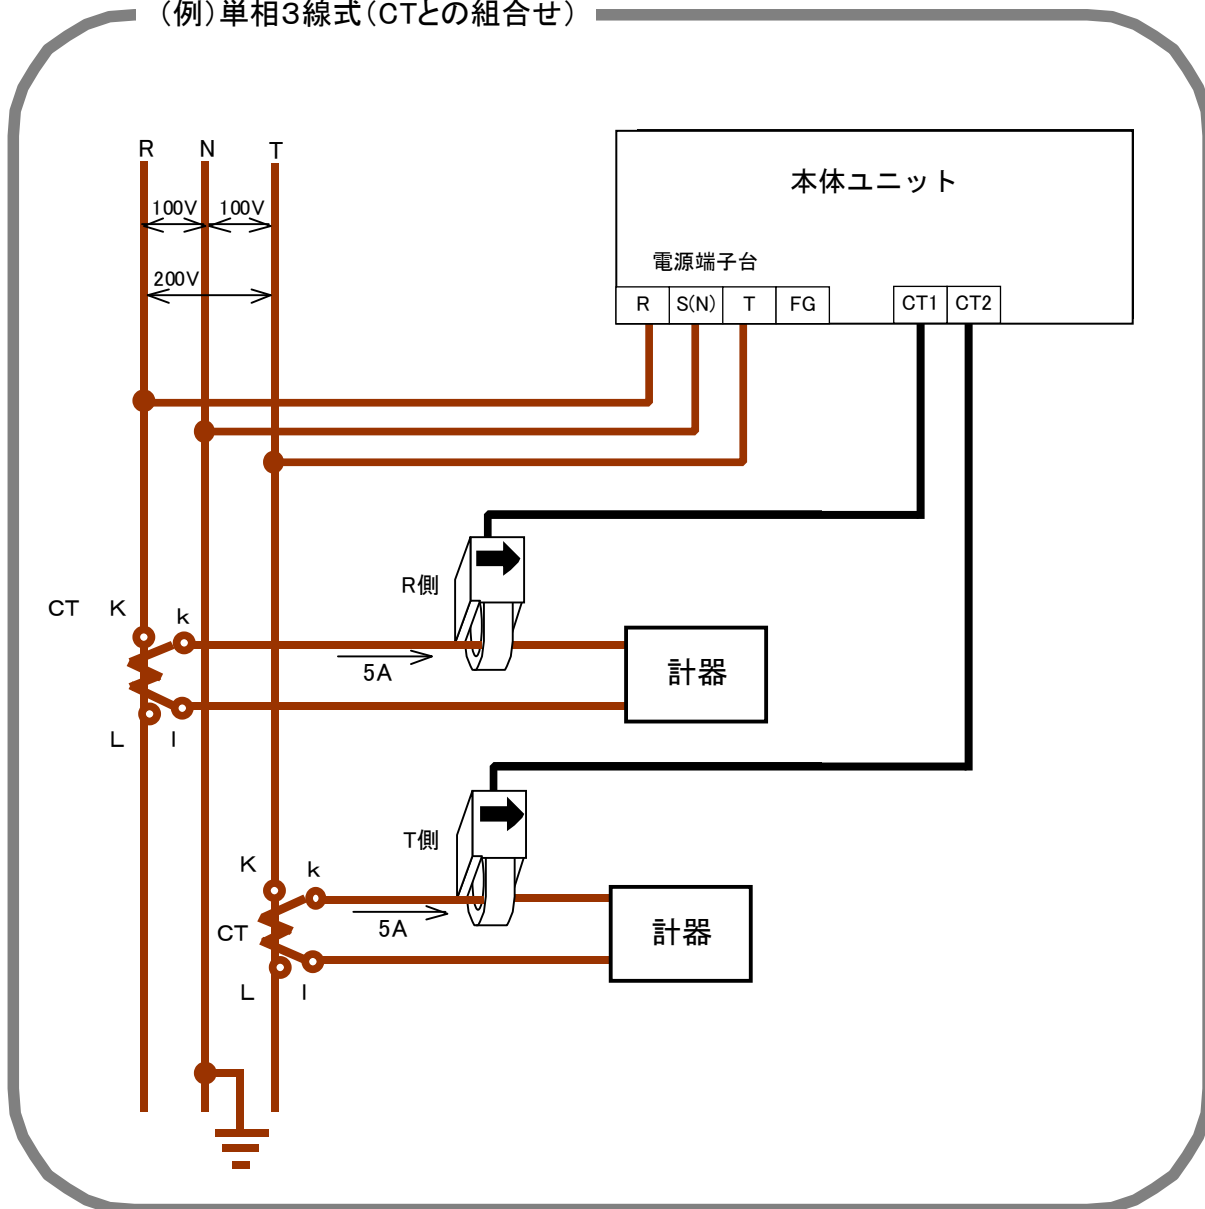 (例)単相3線式(CTとの組合せ)
R N T
100V 100V
200V
本体ユニット
電源端子台
R S(N) T FG CT1 CT2
R側
CT K k
5A
計器
L l
T側
K k
5A
CT
計器
L l